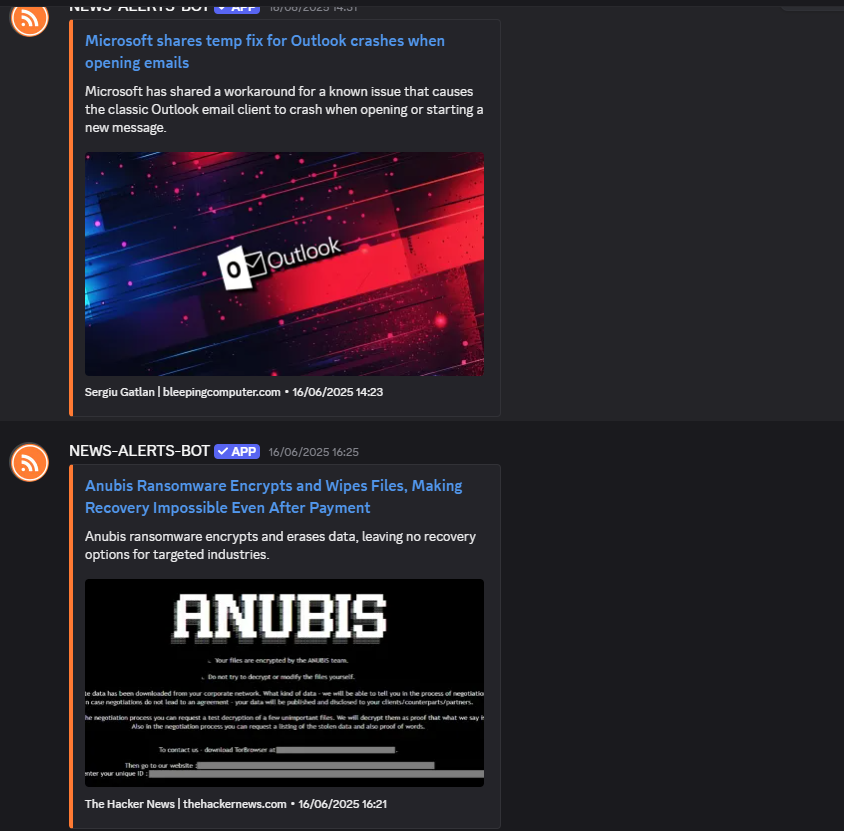 NEWS-ALERTS-BOT ✓ APP 16/06/2025 14:31
Microsoft shares temp fix for Outlook crashes when
opening emails
Microsoft has shared a workaround for a known issue that causes
the classic Outlook email client to crash when opening or starting a
new message.
Outlook
Sergiu Gatlan | bleepingcomputer.com • 16/06/2025 14:23
NEWS-ALERTS-BOT ✓ APP 16/06/2025 16:25
Anubis Ransomware Encrypts and Wipes Files, Making
Recovery Impossible Even After Payment
Anubis ransomware encrypts and erases data, leaving no recovery
options for targeted industries.
ANUBIS
. Your files are encrypted by the ANUBIS team.
. Do not try to decrypt or modify the files yourself.
te data has been downloaded from your corporate network. What kind of data - we will be able to tell you in the process of negotiatio
n case negotiations do not lead to an agreement - your data will be published and disclosed to your clients/counterparts/partners.
he negotiation process you can request a test decryption of a few unimportant files. We will decrypt them as proof that what we say i
Also in the negotiation process you can request a listing of the stolen data and also proof of words.
To contact us - download TorBrowser at
Then go to our website :
enter your unique ID :
The Hacker News | thehackernews.com • 16/06/2025 16:21